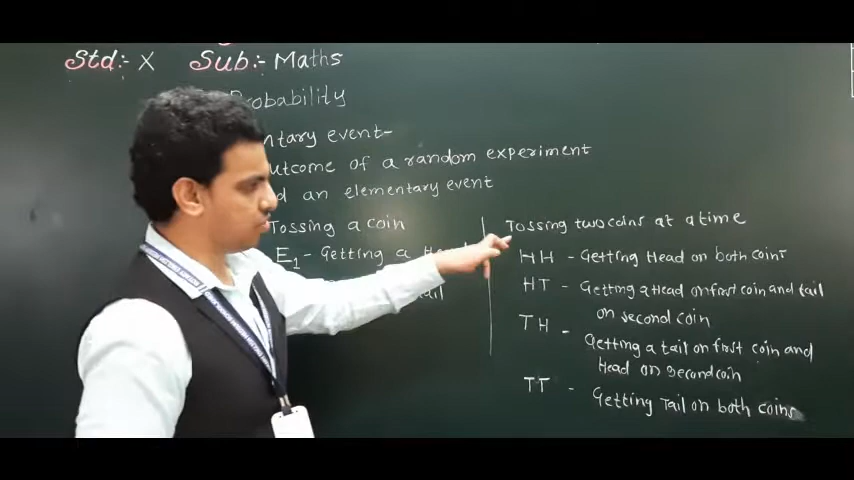 Std:- X Sub:- Maths
Probability
ntary event-
utcome of a random experiment
d an elementary event
Tossing a coin
E1 - Getting a Head
tail
Tossing two coins at a time
HH - Getting Head on both coins
HT - Getting a Head on first coin and tail
on second coin
TH - Getting a tail on first coin and
Head on second coin
TT - Getting Tail on both coins